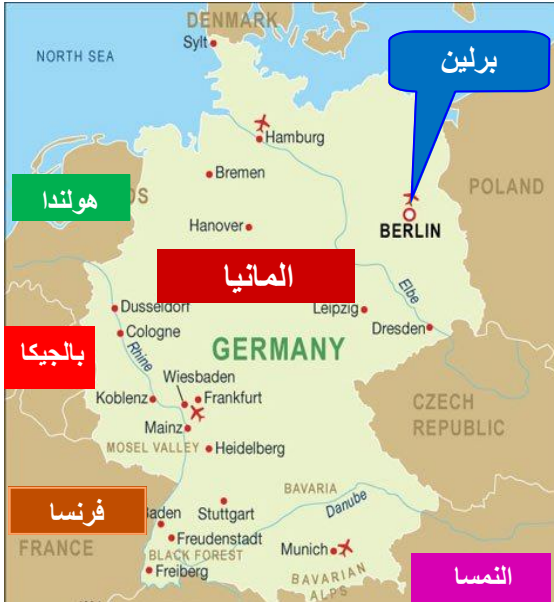 DENMARK
Sylt
NORTH SEA
برلين
Hamburg
Bremen
POLAND
هولندا
DS
Hanover
BERLIN
المانيا
Elbe
Dusseldorf
Leipzig
Cologne
Dresden
Rhine
GERMANY
بالجيكا
Wiesbaden
Koblenz
Frankfurt
CZECH
REPUBLIC
Mainz
MOSEL VALLEY
Heidelberg
BAVARIA
فرنسا
Danube
Baden
Stuttgart
Freudenstadt
FRANCE
BLACK FOREST
Munich
النمسا
Freiberg
BAVARIAN
ALPS